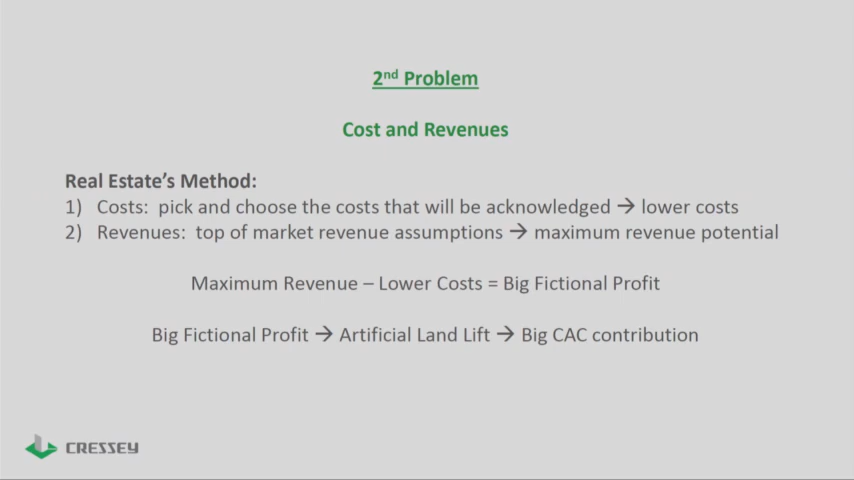 2nd Problem
Cost and Revenues
Real Estate's Method:
1) Costs: pick and choose the costs that will be acknowledged → lower costs
2) Revenues: top of market revenue assumptions → maximum revenue potential
Maximum Revenue – Lower Costs = Big Fictional Profit
Big Fictional Profit → Artificial Land Lift → Big CAC contribution
CRESSEY